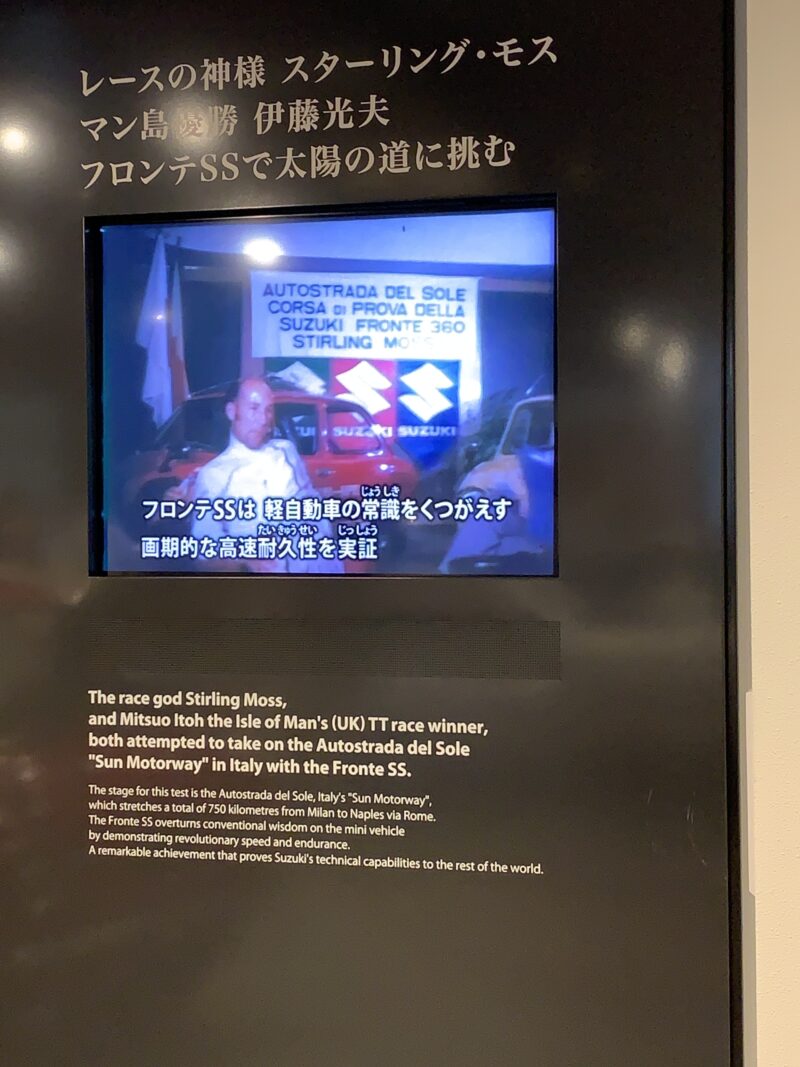 レースの神様 スターリング・モス
マン島優勝 伊藤光夫
フロンテSSで太陽の道に挑む
AUTOSTRADA DEL SOLE
CORSA DI PROVA DELLA
SUZUKI FRONTE 360
STIRLING MOSS
SUZUKI SUZUKI
じょうしき
フロンテSSは 軽自動車の常識をくつがえす
たいきゅうせい じっしょう
画期的な高速耐久性を実証
The race god Stirling Moss,
and Mitsuo Itoh the Isle of Man's (UK) TT race winner,
both attempted to take on the Autostrada del Sole
"Sun Motorway" in Italy with the Fronte SS.
The stage for this test is the Autostrada del Sole, Italy's "Sun Motorway",
which stretches a total of 750 kilometres from Milan to Naples via Rome.
The Fronte SS overturns conventional wisdom on the mini vehicle
by demonstrating revolutionary speed and endurance.
A remarkable achievement that proves Suzuki's technical capabilities to the rest of the world.